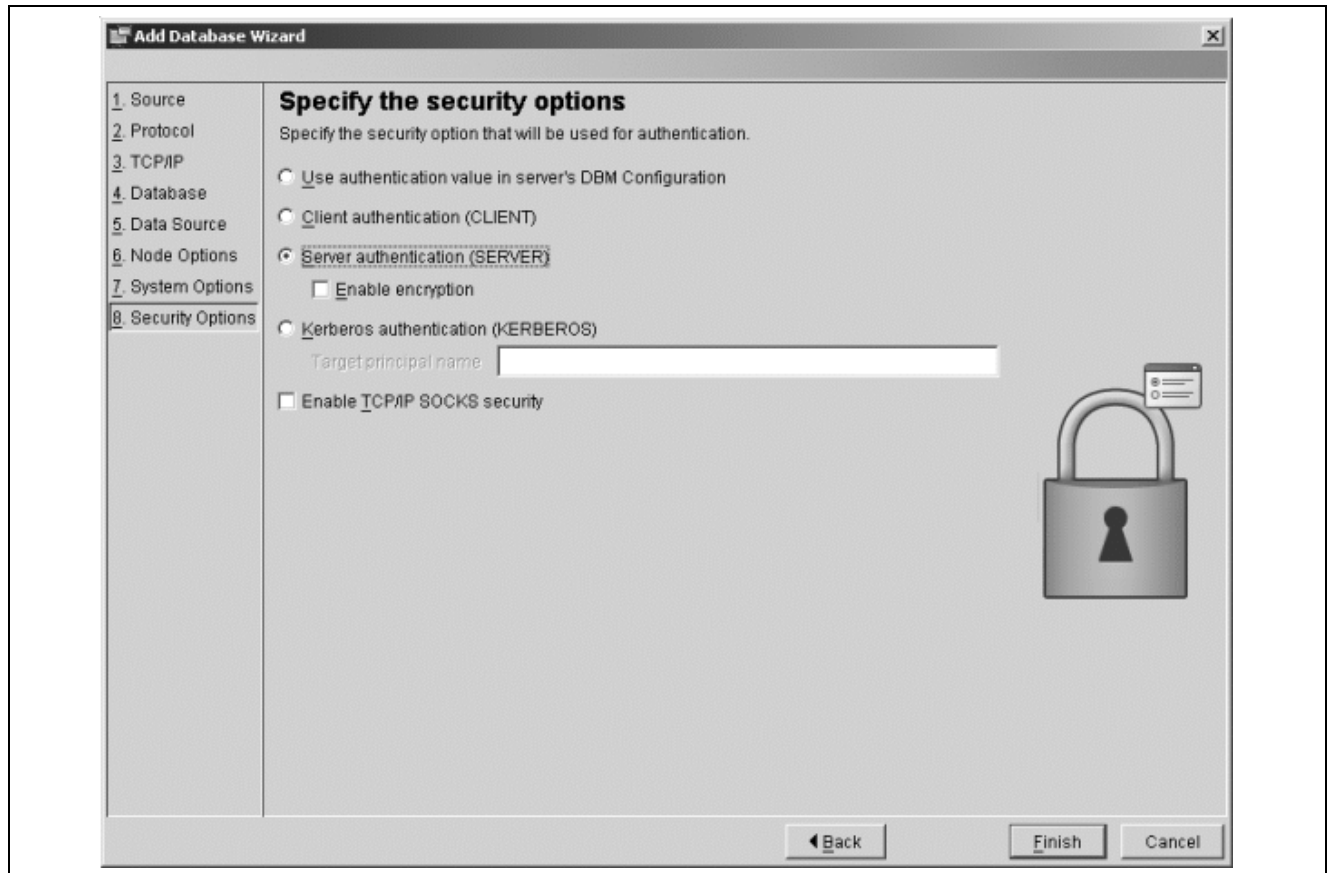 Add Database Wizard
1. Source
2. Protocol
3. TCP/IP
4. Database
5. Data Source
6. Node Options
7. System Options
8. Security Options
Specify the security options
Specify the security option that will be used for authentication.
Use authentication value in server's DBM Configuration
Client authentication (CLIENT)
Server authentication (SERVER)
Enable encryption
Kerberos authentication (KERBEROS)
Target principal name
Enable TCP/IP SOCKS security
Back
Finish
Cancel